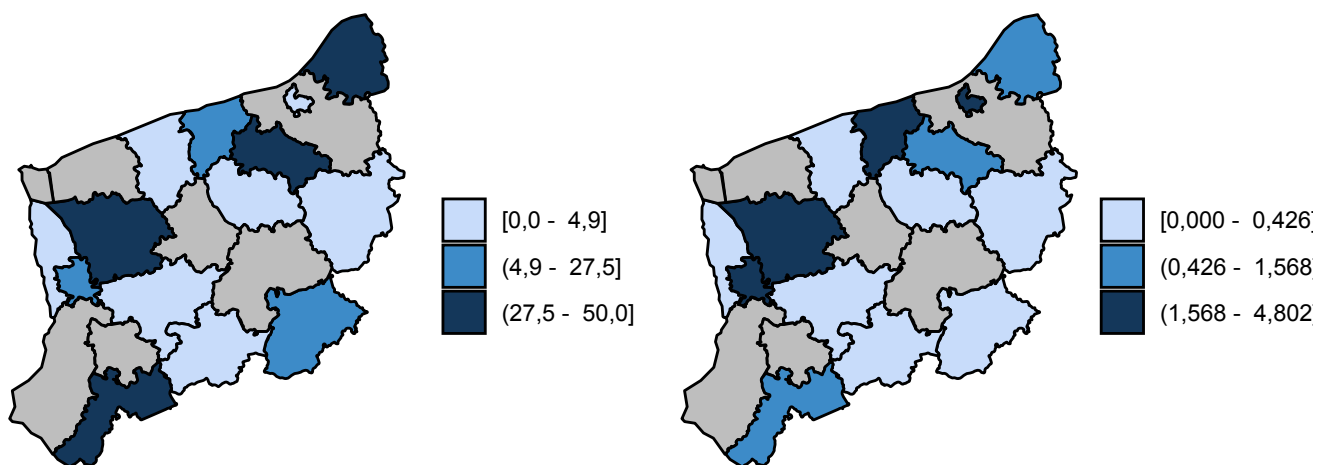 [0,0 - 4,9]
(4,9 - 27,5]
(27,5 - 50,0]
[0,000 - 0,426]
(0,426 - 1,568]
(1,568 - 4,802]